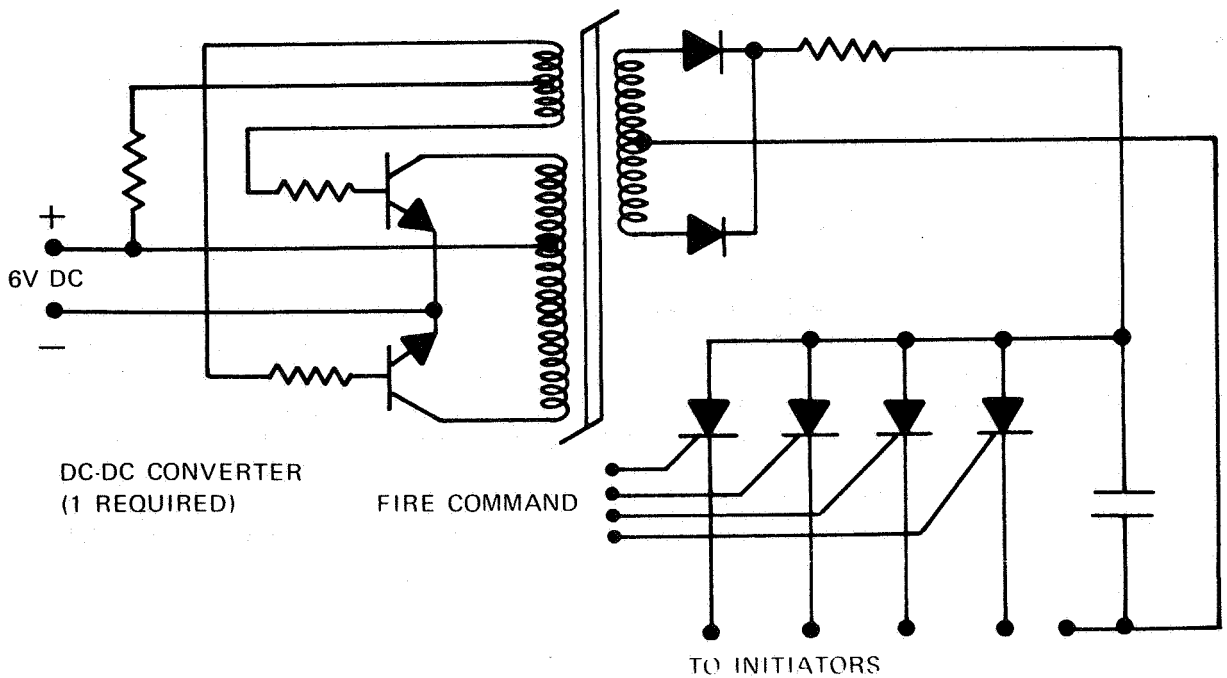 +
6V DC
—
DC-DC CONVERTER
(1 REQUIRED)
FIRE COMMAND
TO INITIATORS